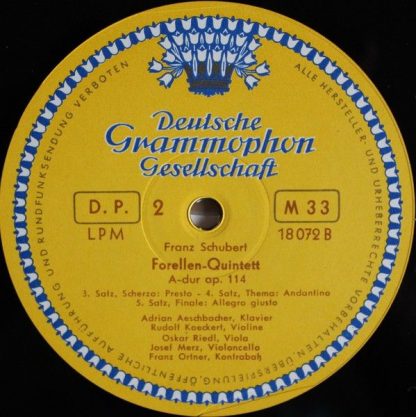 ALLE HERSTELLER- UND URHEBERRECHTE VORBEHALTEN. ÜBERSPIELUNG, ÖFFENTLICHE AUFFÜHRUNG UND RUNDFUNKSENDUNG VERBOTEN
Deutsche
Grammophon
Gesellschaft
D. P. 2 M 33
LPM 18 072 B
Franz Schubert
Forellen-Quintett
A-dur op. 114
3. Satz, Scherzo: Presto - 4. Satz, Thema: Andantino
5. Satz, Finale: Allegro giusto
Adrian Aeschbacher, Klavier
Rudolf Koeckert, Violine
Oskar Riedl, Viola
Josef Merz, Violoncello
Franz Ortner, Kontrabaß